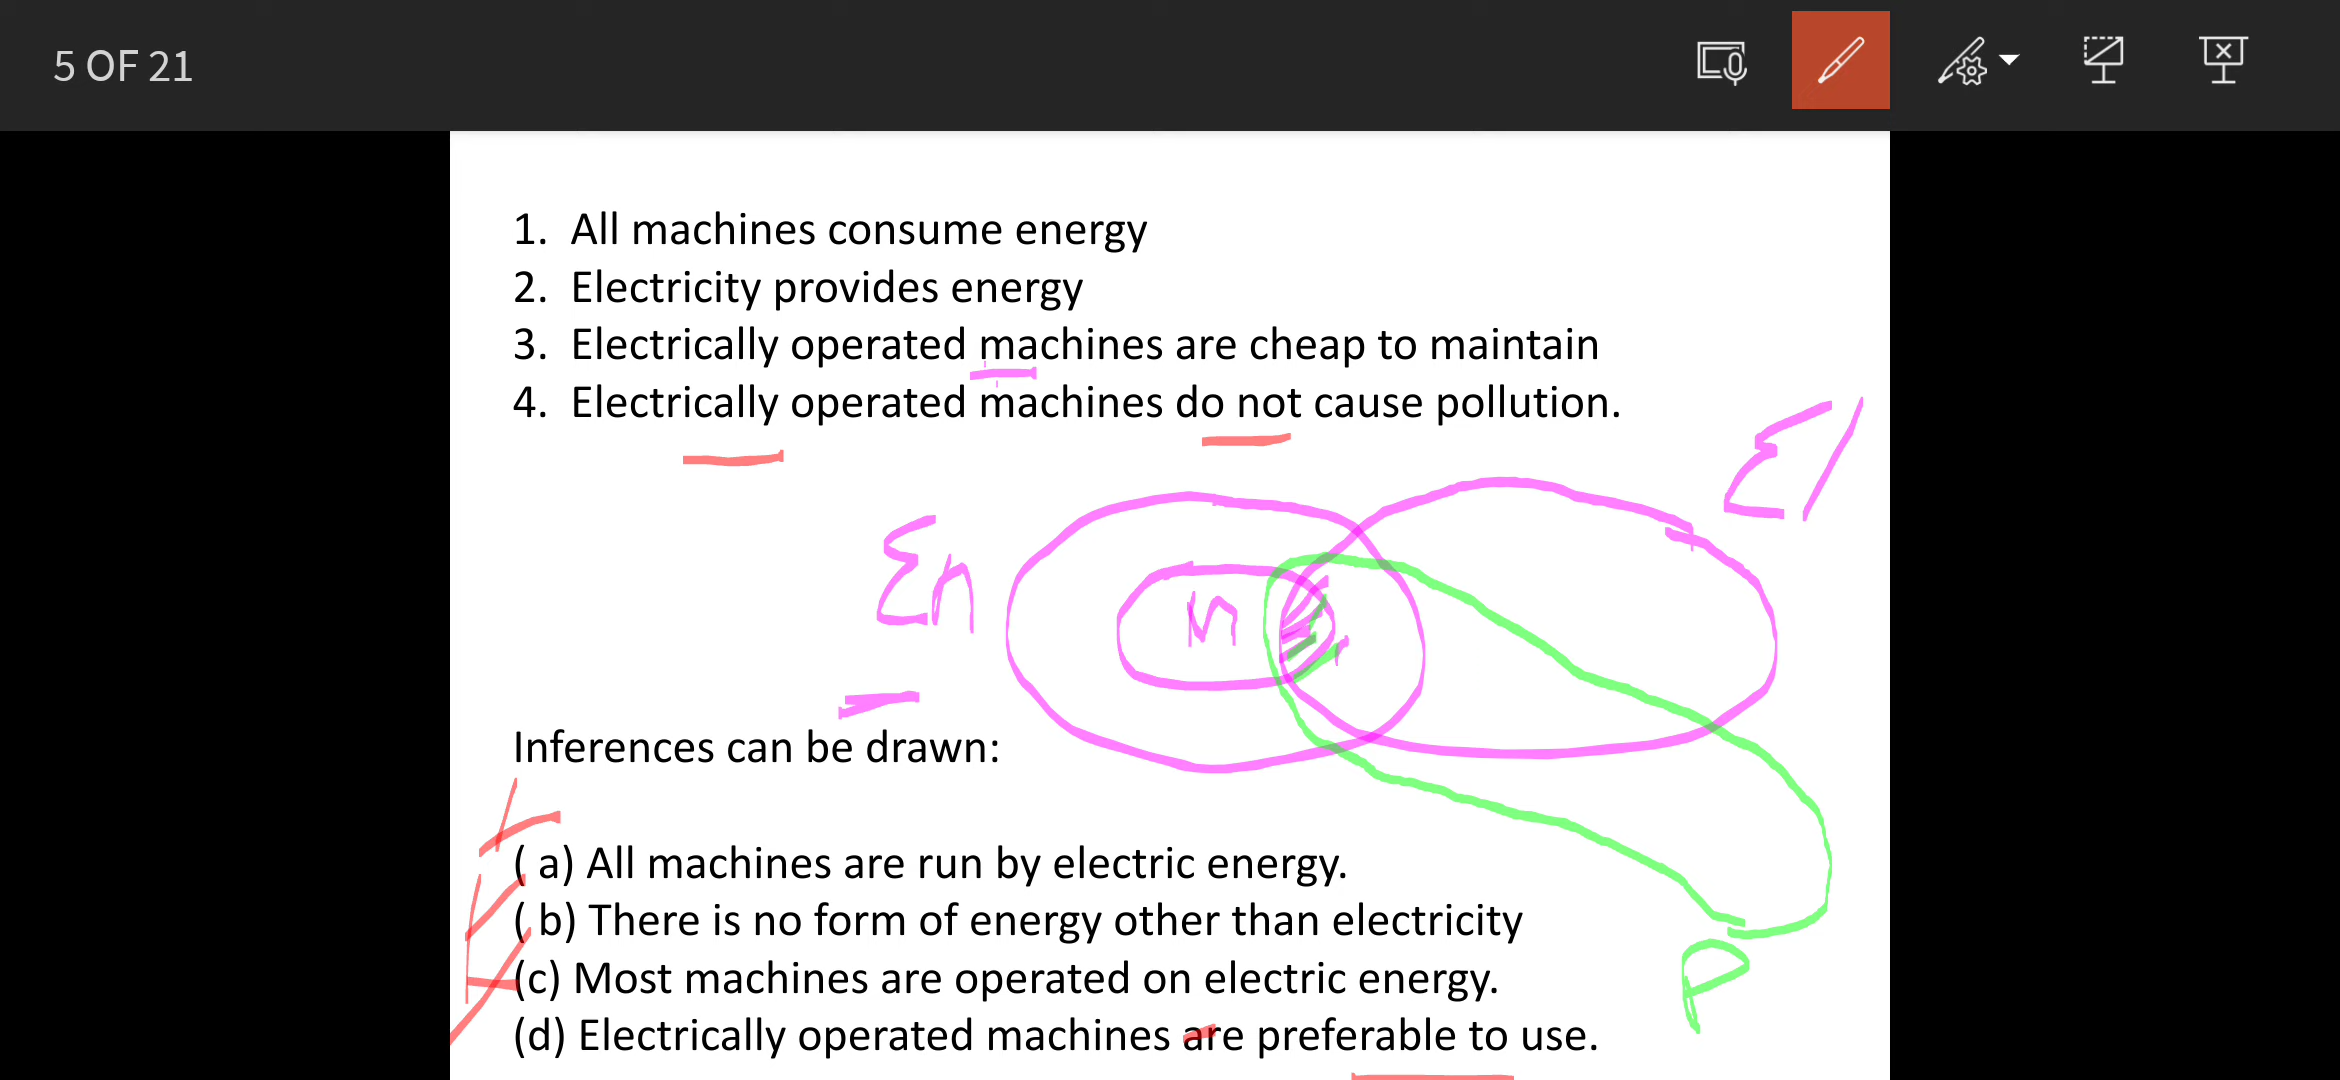 5 OF 21
1. All machines consume energy
2. Electricity provides energy
3. Electrically operated machines are cheap to maintain
4. Electrically operated machines do not cause pollution.
El
En
m
Inferences can be drawn:
( a) All machines are run by electric energy.
( b) There is no form of energy other than electricity
(c) Most machines are operated on electric energy.
P
(d) Electrically operated machines are preferable to use.